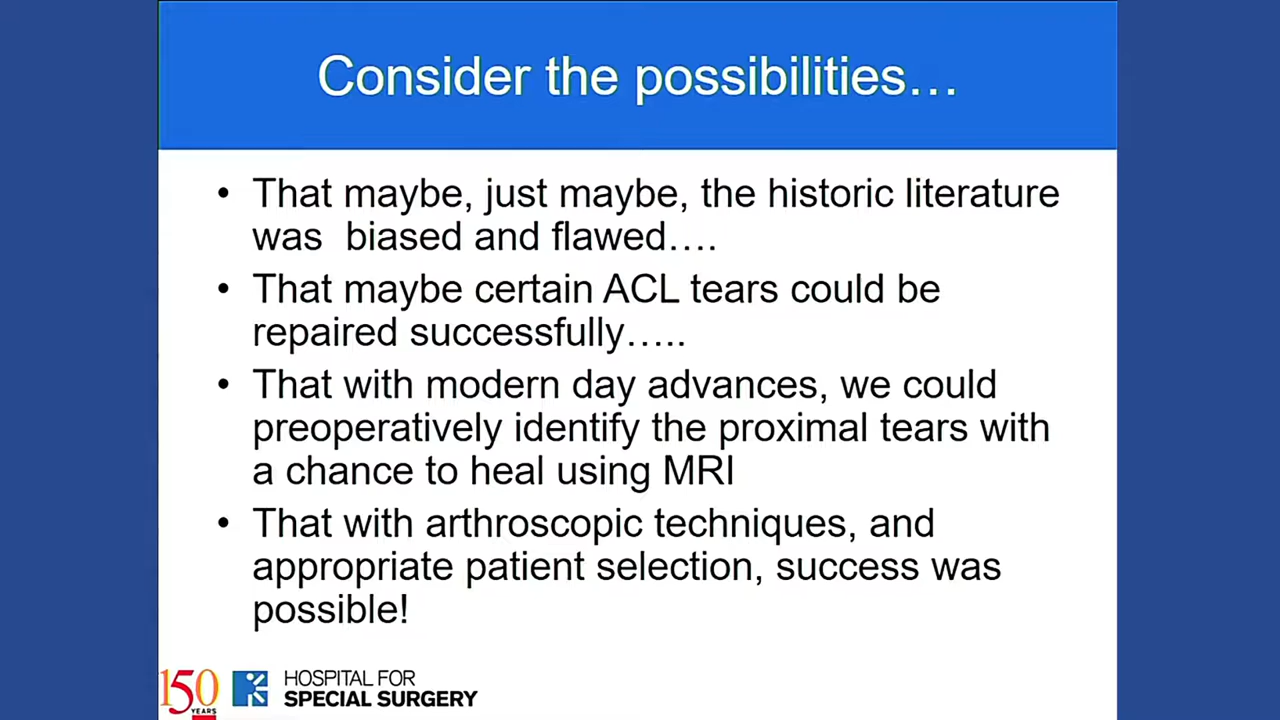 Consider the possibilities…
• That maybe, just maybe, the historic literature
was  biased and flawed….
• That maybe certain ACL tears could be
repaired successfully…..
• That with modern day advances, we could
preoperatively identify the proximal tears with
a chance to heal using MRI
• That with arthroscopic techniques, and
appropriate patient selection, success was
possible!
150
YEARS
HOSPITAL FOR
SPECIAL SURGERY